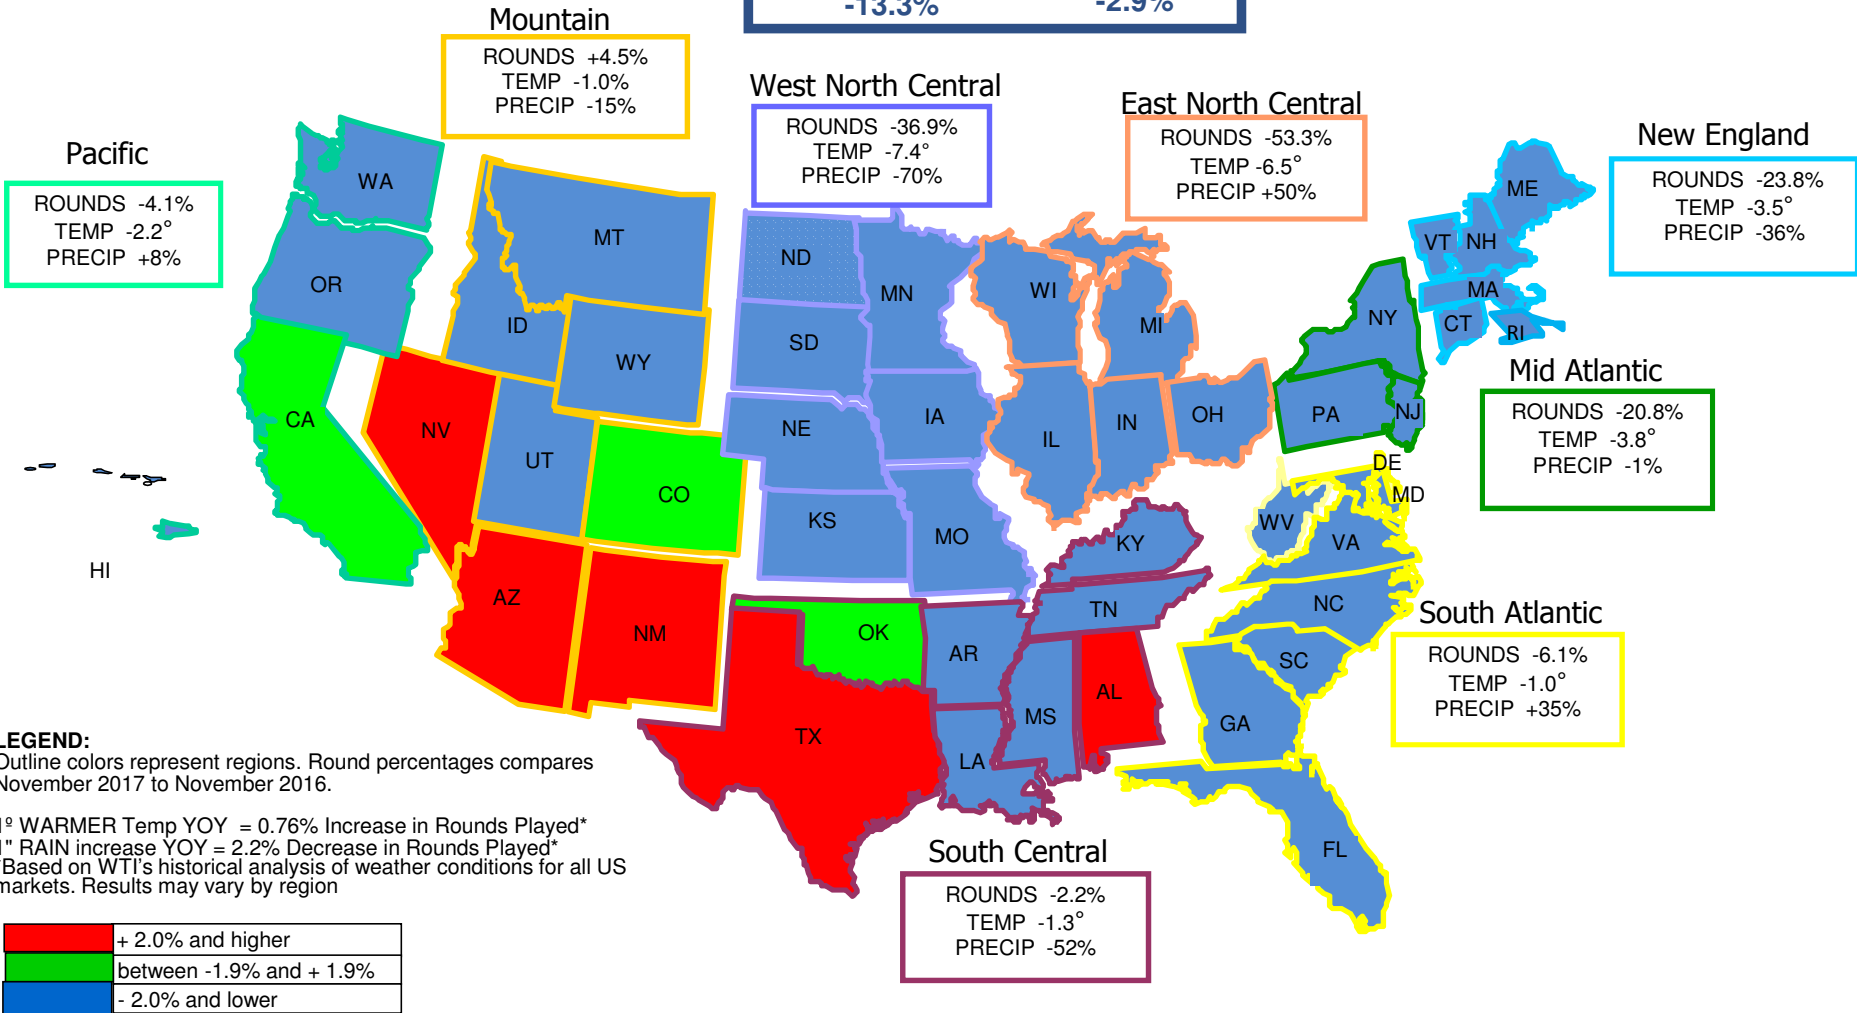 -13.3% -2.9%
Mountain
ROUNDS +4.5%
TEMP -1.0%
PRECIP -15%
West North Central
ROUNDS -36.9%
TEMP -7.4°
PRECIP -70%
East North Central
ROUNDS -53.3%
TEMP -6.5°
PRECIP +50%
New England
ROUNDS -23.8%
TEMP -3.5°
PRECIP -36%
Pacific
ROUNDS -4.1%
TEMP -2.2°
PRECIP +8%
Mid Atlantic
ROUNDS -20.8%
TEMP -3.8°
PRECIP -1%
South Atlantic
ROUNDS -6.1%
TEMP -1.0°
PRECIP +35%
South Central
ROUNDS -2.2%
TEMP -1.3°
PRECIP -52%
WA
OR
CA
HI
MT
ID
WY
NV
UT
CO
AZ
NM
ND
SD
NE
KS
MN
IA
MO
WI
MI
IL
IN
OH
KY
TN
OK
AR
TX
LA
MS
AL
ME
VT
NH
MA
CT
RI
NY
PA
NJ
DE
MD
WV
VA
NC
SC
GA
FL
LEGEND:
Outline colors represent regions. Round percentages compares
November 2017 to November 2016.
1º WARMER Temp YOY = 0.76% Increase in Rounds Played*
1" RAIN increase YOY = 2.2% Decrease in Rounds Played*
*Based on WTI's historical analysis of weather conditions for all US
markets. Results may vary by region
+ 2.0% and higher
between -1.9% and + 1.9%
- 2.0% and lower